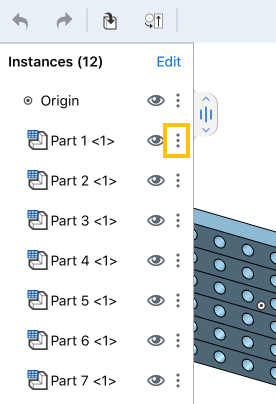 Instances (12) Edit
Origin
Part 1 <1>
Part 2 <1>
Part 3 <1>
Part 4 <1>
Part 5 <1>
Part 6 <1>
Part 7 <1>